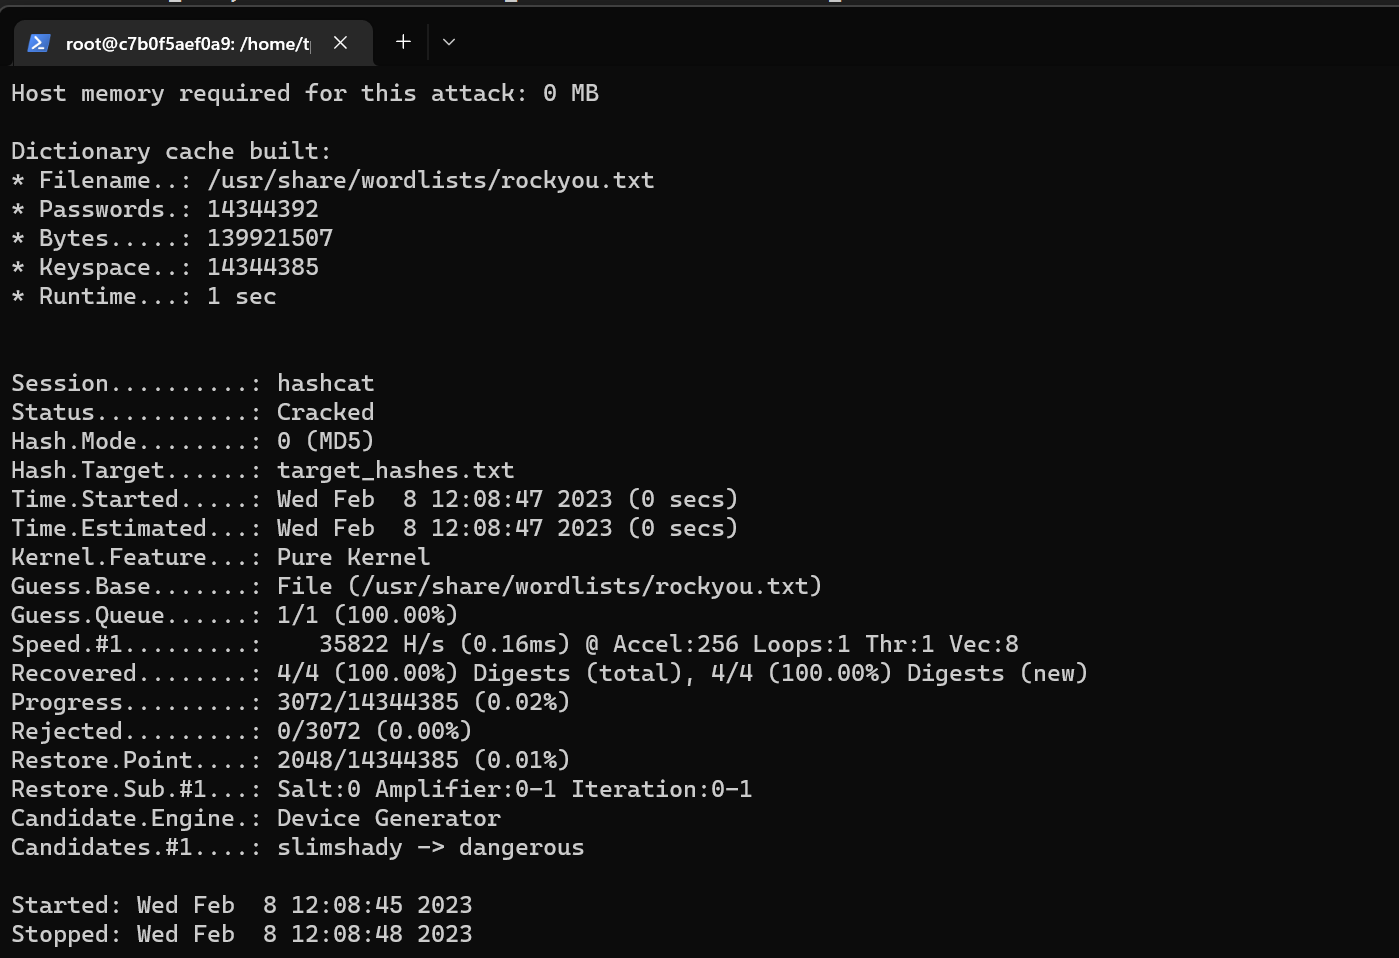 root@c7b0f5aef0a9: /home/t
Host memory required for this attack: 0 MB
Dictionary cache built:
* Filename..: /usr/share/wordlists/rockyou.txt
* Passwords.: 14344392
* Bytes.....: 139921507
* Keyspace..: 14344385
* Runtime...: 1 sec
Session..........: hashcat
Status...........: Cracked
Hash.Mode........: 0 (MD5)
Hash.Target......: target_hashes.txt
Time.Started.....: Wed Feb  8 12:08:47 2023 (0 secs)
Time.Estimated...: Wed Feb  8 12:08:47 2023 (0 secs)
Kernel.Feature...: Pure Kernel
Guess.Base.......: File (/usr/share/wordlists/rockyou.txt)
Guess.Queue......: 1/1 (100.00%)
Speed.#1.........:    35822 H/s (0.16ms) @ Accel:256 Loops:1 Thr:1 Vec:8
Recovered........: 4/4 (100.00%) Digests (total), 4/4 (100.00%) Digests (new)
Progress.........: 3072/14344385 (0.02%)
Rejected.........: 0/3072 (0.00%)
Restore.Point....: 2048/14344385 (0.01%)
Restore.Sub.#1...: Salt:0 Amplifier:0-1 Iteration:0-1
Candidate.Engine.: Device Generator
Candidates.#1....: slimshady -> dangerous
Started: Wed Feb  8 12:08:45 2023
Stopped: Wed Feb  8 12:08:48 2023